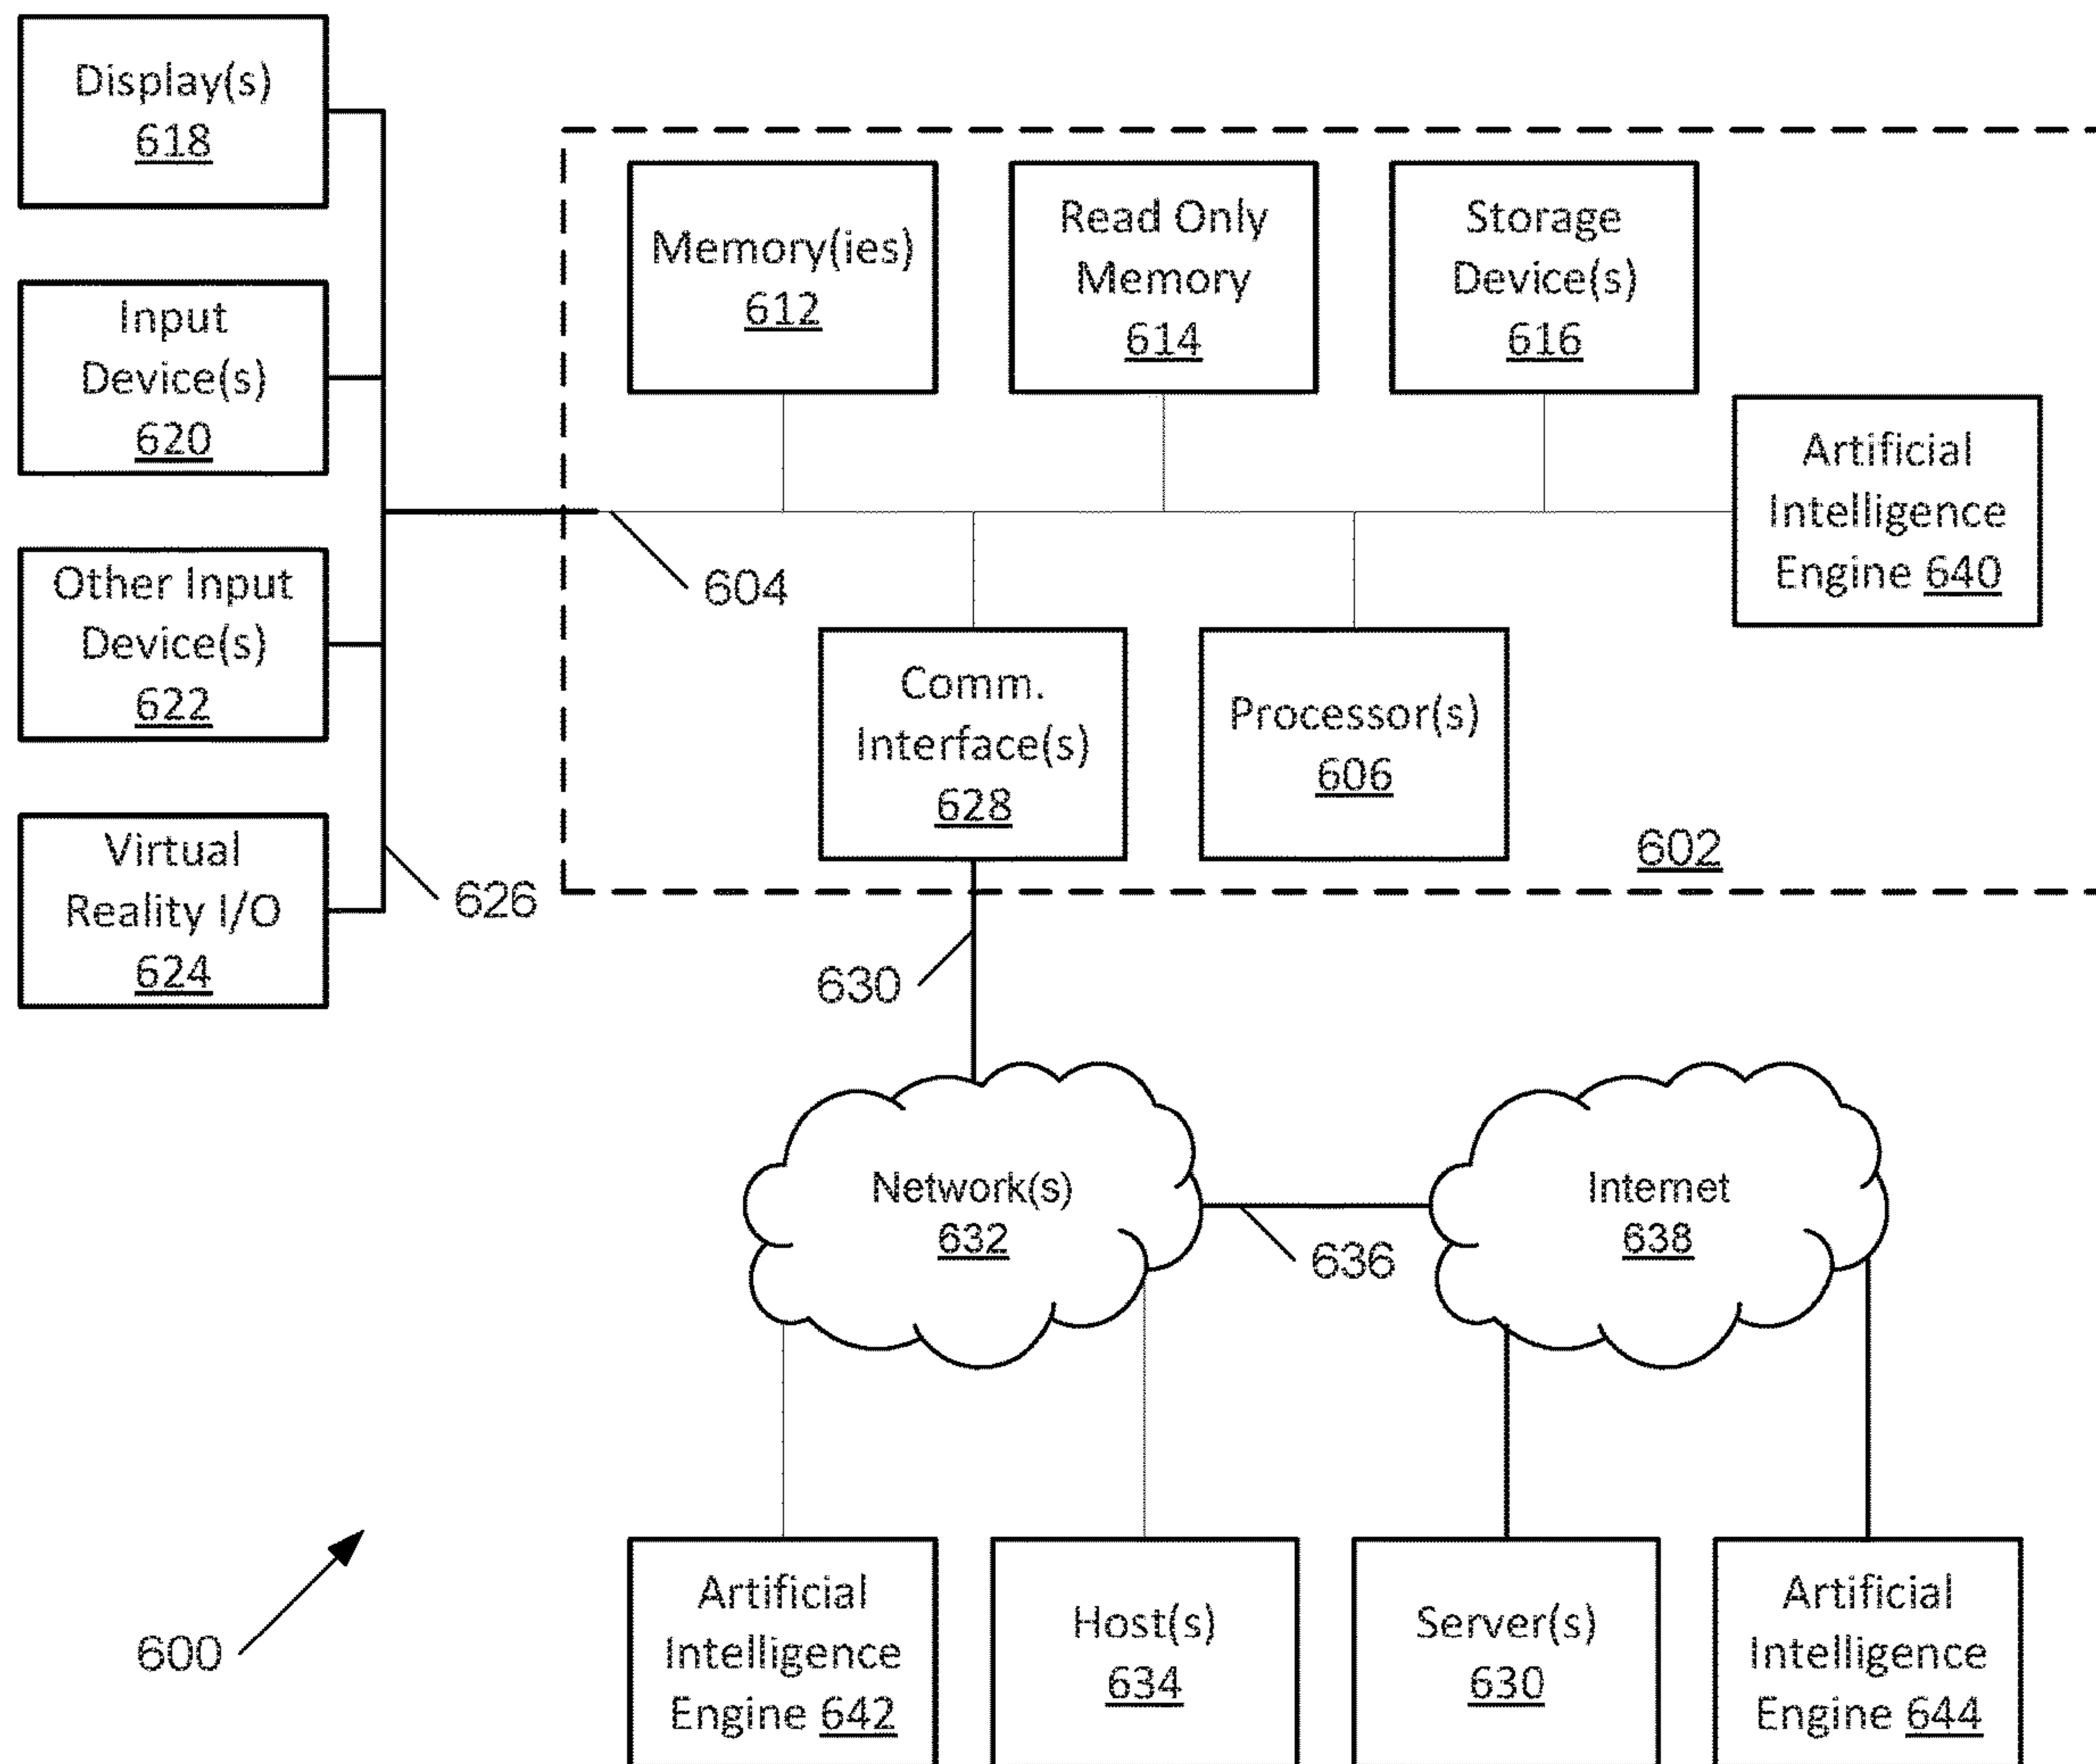 Display(s)
618
Input
Device(s)
620
Other Input
Device(s)
622
Virtual
Reality I/O
624
626
Memory(ies)
612
Read Only
Memory
614
Storage
Device(s)
616
Artificial
Intelligence
Engine 640
604
Comm.
Interface(s)
628
Processor(s)
606
602
630
Network(s)
632
636
Internet
638
600
Artificial
Intelligence
Engine 642
Host(s)
634
Server(s)
630
Artificial
Intelligence
Engine 644